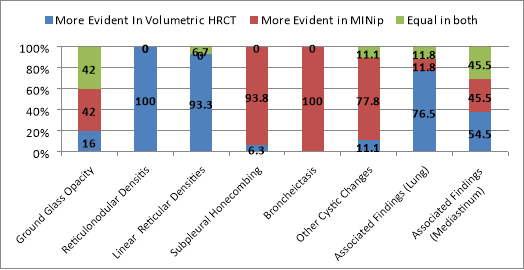 More Evident In Volumetric HRCT More Evident in MINip Equal in both
100% 0 0 6.7 0 0 0 11.1 11.8 11.8
80% 42 45.5
60%
40% 42 100 93.3 93.8 100 77.8 76.5 45.5
20% 16 54.5
0% 6.3 11.1
Ground Glass Opacity
Reticulonodular Densitis
Linear Reticular Densities
Subpleural Honecombing
Broncheictasis
Other Cystic Changes
Associated Findings (Lung)
Associated Findings
(Mediastinum)